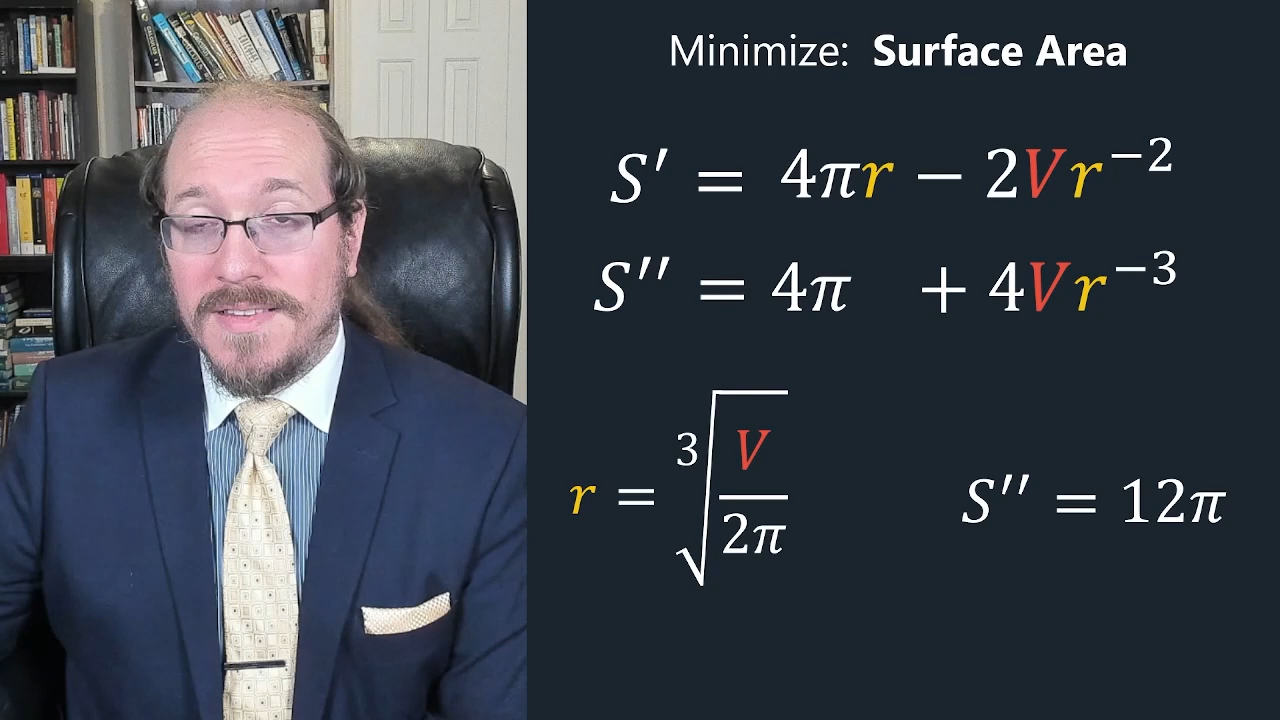 Minimize: Surface Area
S′ = 4πr − 2Vr⁻²
S′′ = 4π + 4Vr⁻³
r = ∛(V/2π)
S′′ = 12π